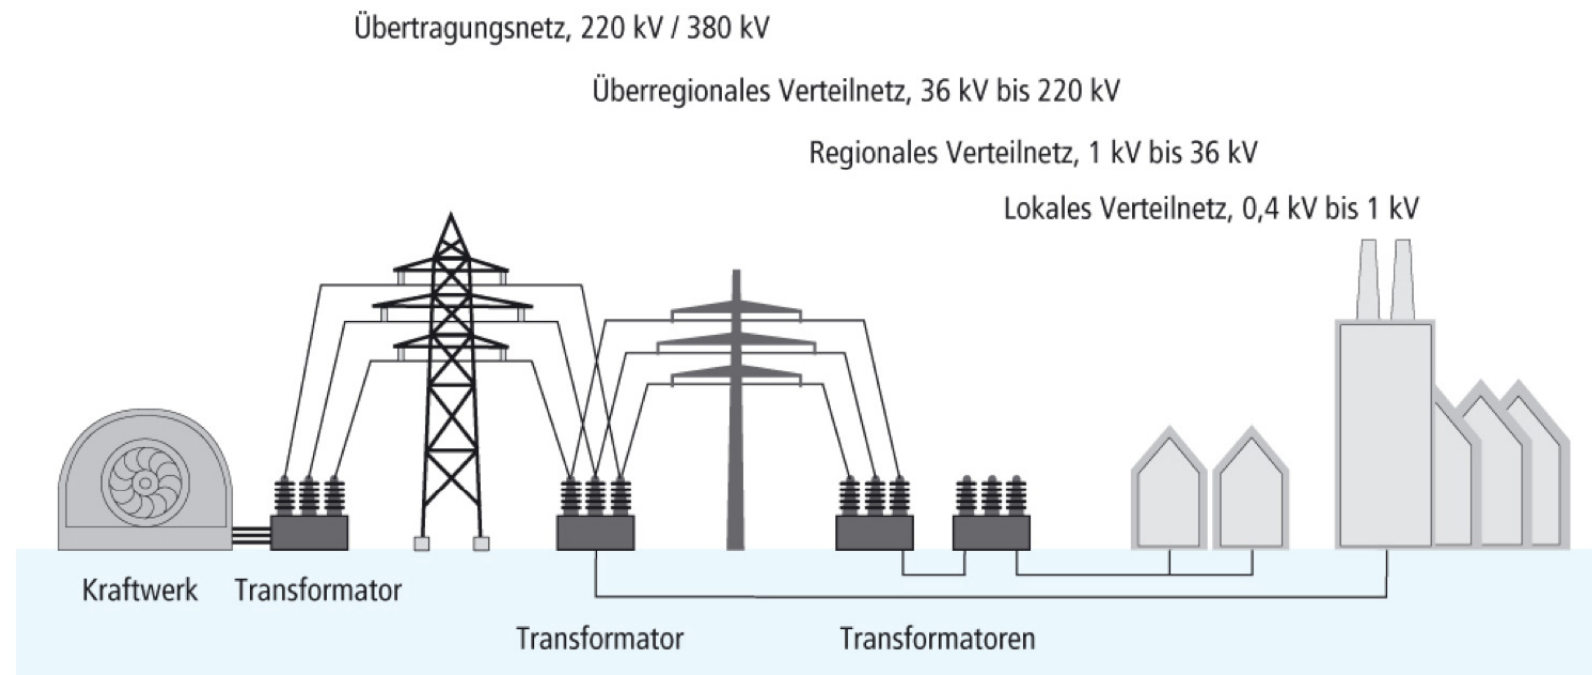 Übertragungsnetz, 220 kV / 380 kV
Überregionales Verteilnetz, 36 kV bis 220 kV
Regionales Verteilnetz, 1 kV bis 36 kV
Lokales Verteilnetz, 0,4 kV bis 1 kV
Kraftwerk
Transformator
Transformator
Transformatoren